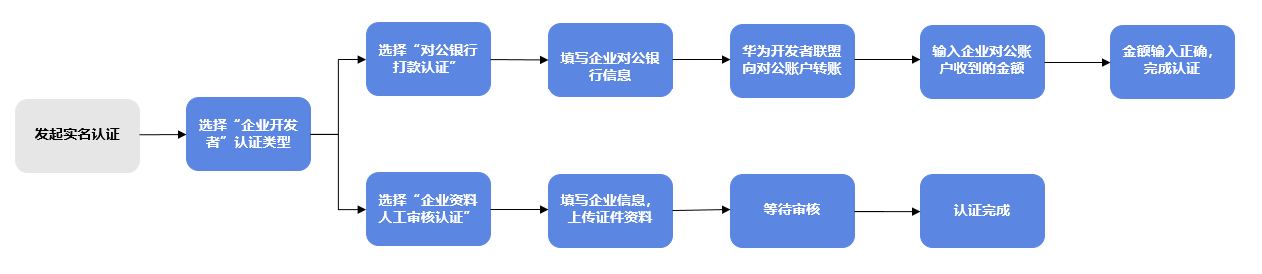 发起实名认证
选择“企业开发
者”认证类型
选择“对公银行
打款认证”
填写企业对公银
行信息
华为开发者联盟
向对公账户转账
输入企业对公账
户收到的金额
金额输入正确，
完成认证
选择“企业资料
人工审核认证”
填写企业信息，
上传证件资料
等待审核
认证完成